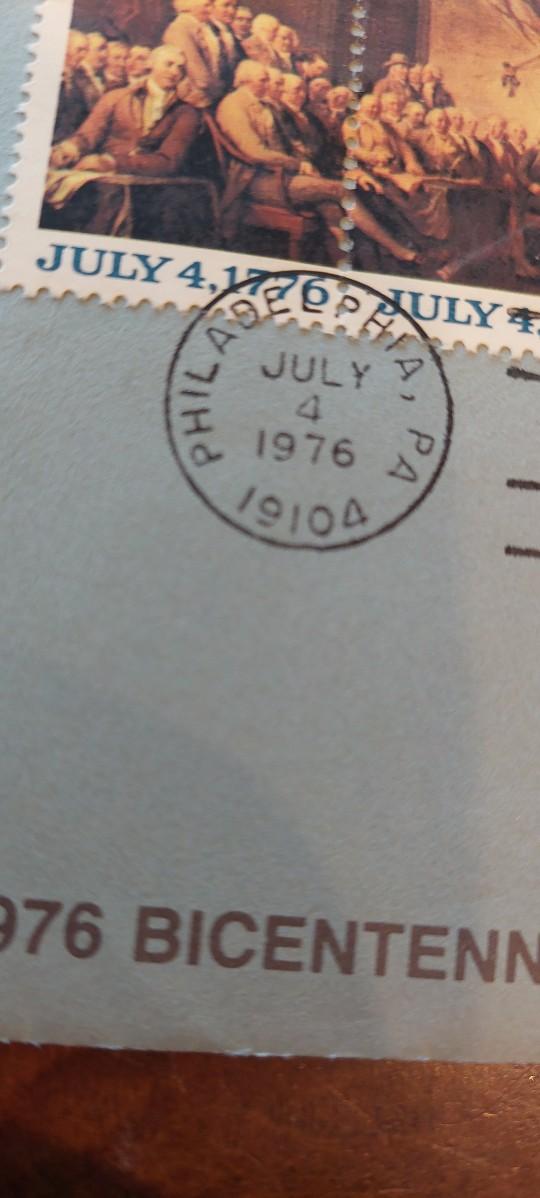 JULY 4, 1776
JULY 4,
PHILADELPHIA, PA
JULY
4
1976
19104
976 BICENTENN